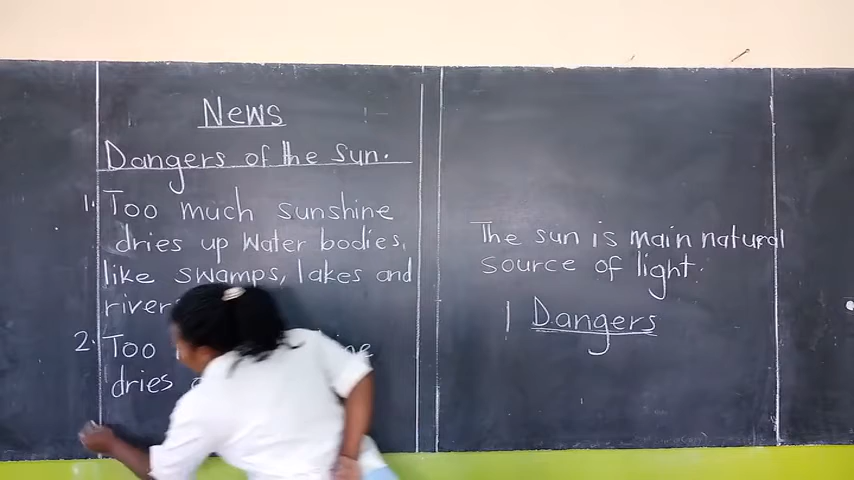 News
Dangers of the Sun.
1. Too much sunshine
dries up Water bodies,
like swamps, lakes and
rivers
2. Too
dries
The sun is main natural
source of light.
Dangers